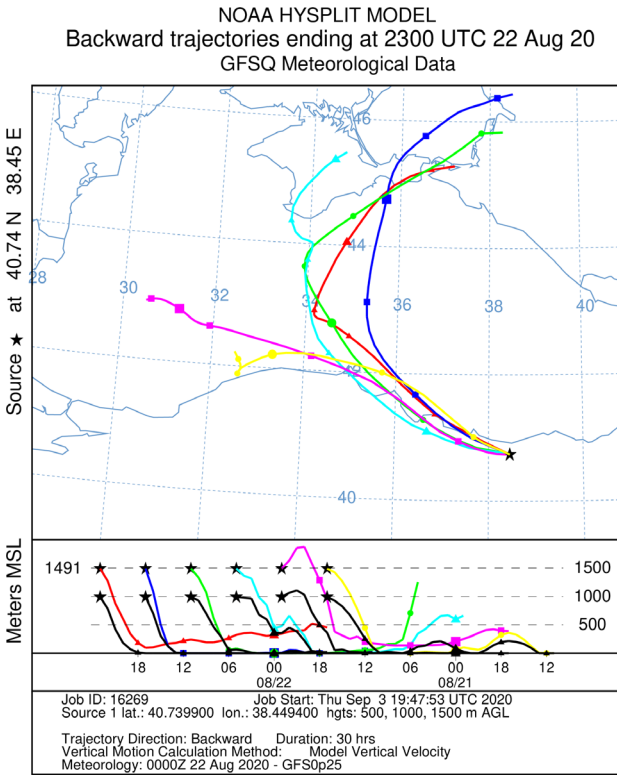 NOAA HYSPLIT MODEL
Backward trajectories ending at 2300 UTC 22 Aug 20
GFSQ Meteorological Data
Source ★ at 40.74 N 38.45 E
46
44
28
30
32
34
36
38
40
42
40
Meters MSL
1491
1500
1000
500
18 12 06 00 18 12 06 00 18 12
08/22 08/21
Job ID: 16269 Job Start: Thu Sep 3 19:47:53 UTC 2020
Source 1 lat.: 40.739900 lon.: 38.449400 hgts: 500, 1000, 1500 m AGL
Trajectory Direction: Backward Duration: 30 hrs
Vertical Motion Calculation Method: Model Vertical Velocity
Meteorology: 0000Z 22 Aug 2020 - GFS0p25